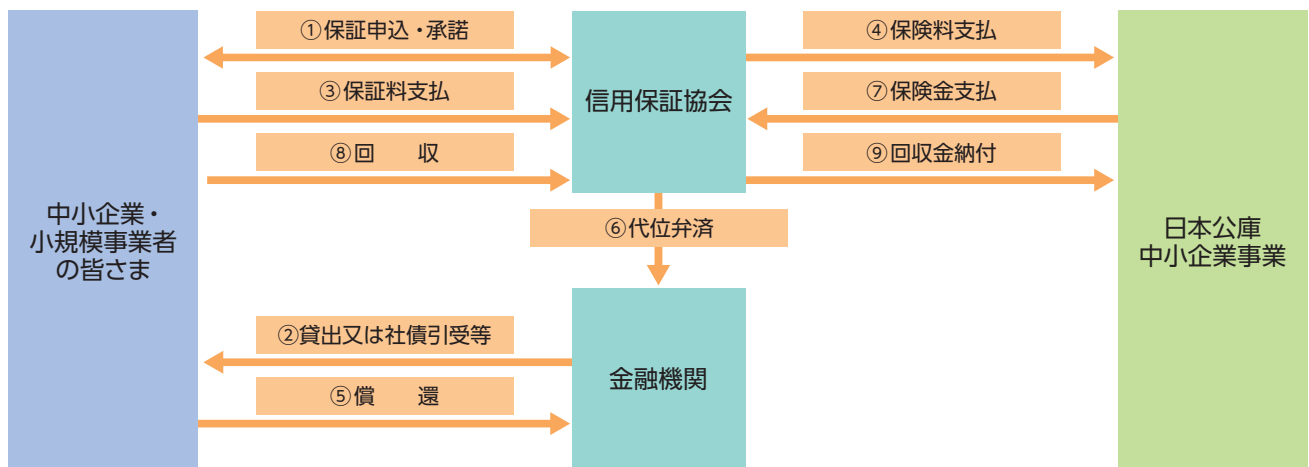 ①保証申込・承諾
④保険料支払
③保証料支払
信用保証協会
⑦保険金支払
⑧回　収
⑨回収金納付
中小企業・
小規模事業者
の皆さま
⑥代位弁済
日本公庫
中小企業事業
②貸出又は社債引受等
金融機関
⑤償　還